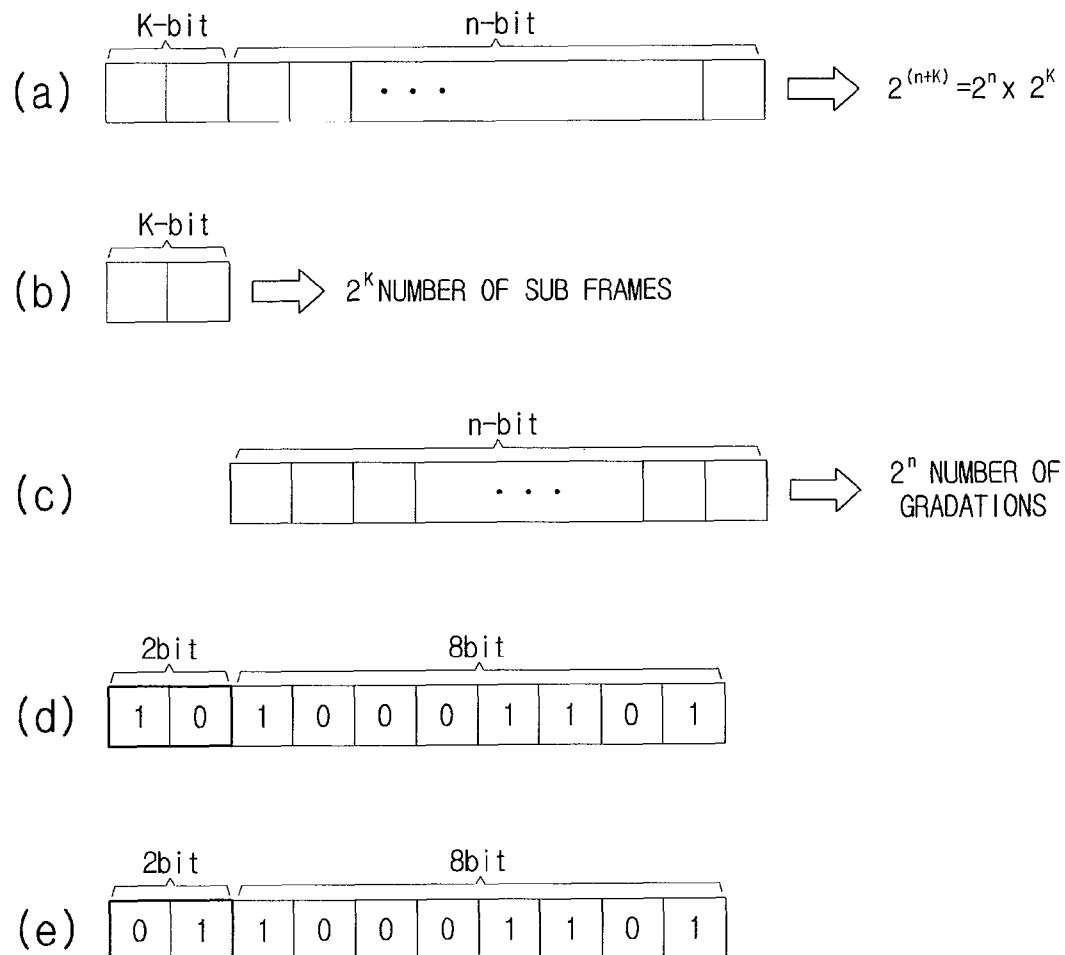 K-bit n-bit
(a) ... 2^(n+K) =2^n x 2^K
K-bit
(b) 2^K NUMBER OF SUB FRAMES
n-bit
(c) ... 2^n NUMBER OF
GRADATIONS
2bit 8bit
(d) 1 0 1 0 0 0 1 1 0 1
2bit 8bit
(e) 0 1 1 0 0 0 1 1 0 1